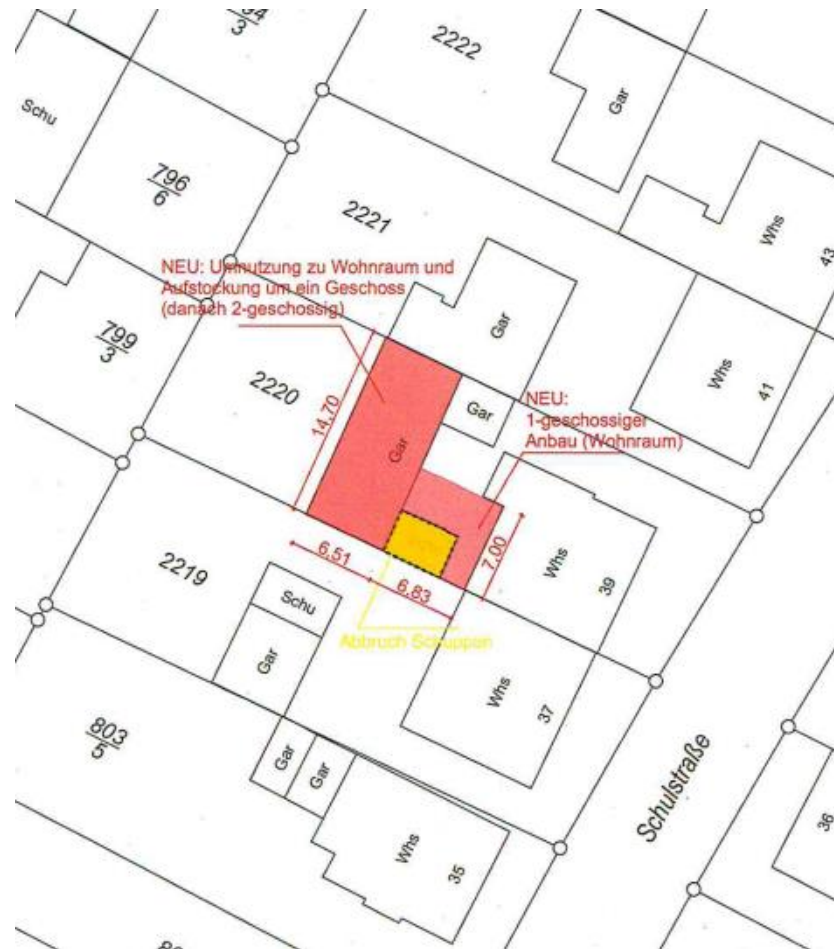 3
2222
Schu
Gar
796
6
2221
Whs
43
NEU: Umnutzung zu Wohnraum und
Aufstockung um ein Geschoss
(danach 2-geschossig)
Gar
799
3
Whs
41
2220
14,70
Gar
NEU:
1-geschossiger
Anbau (Wohnraum)
Gar
6,51
7,00
Whs
39
2219
6,83
Schu
Abbruch Schuppen
Gar
Whs
37
803
5
Gar
Gar
Schulstraße
Whs
35
36